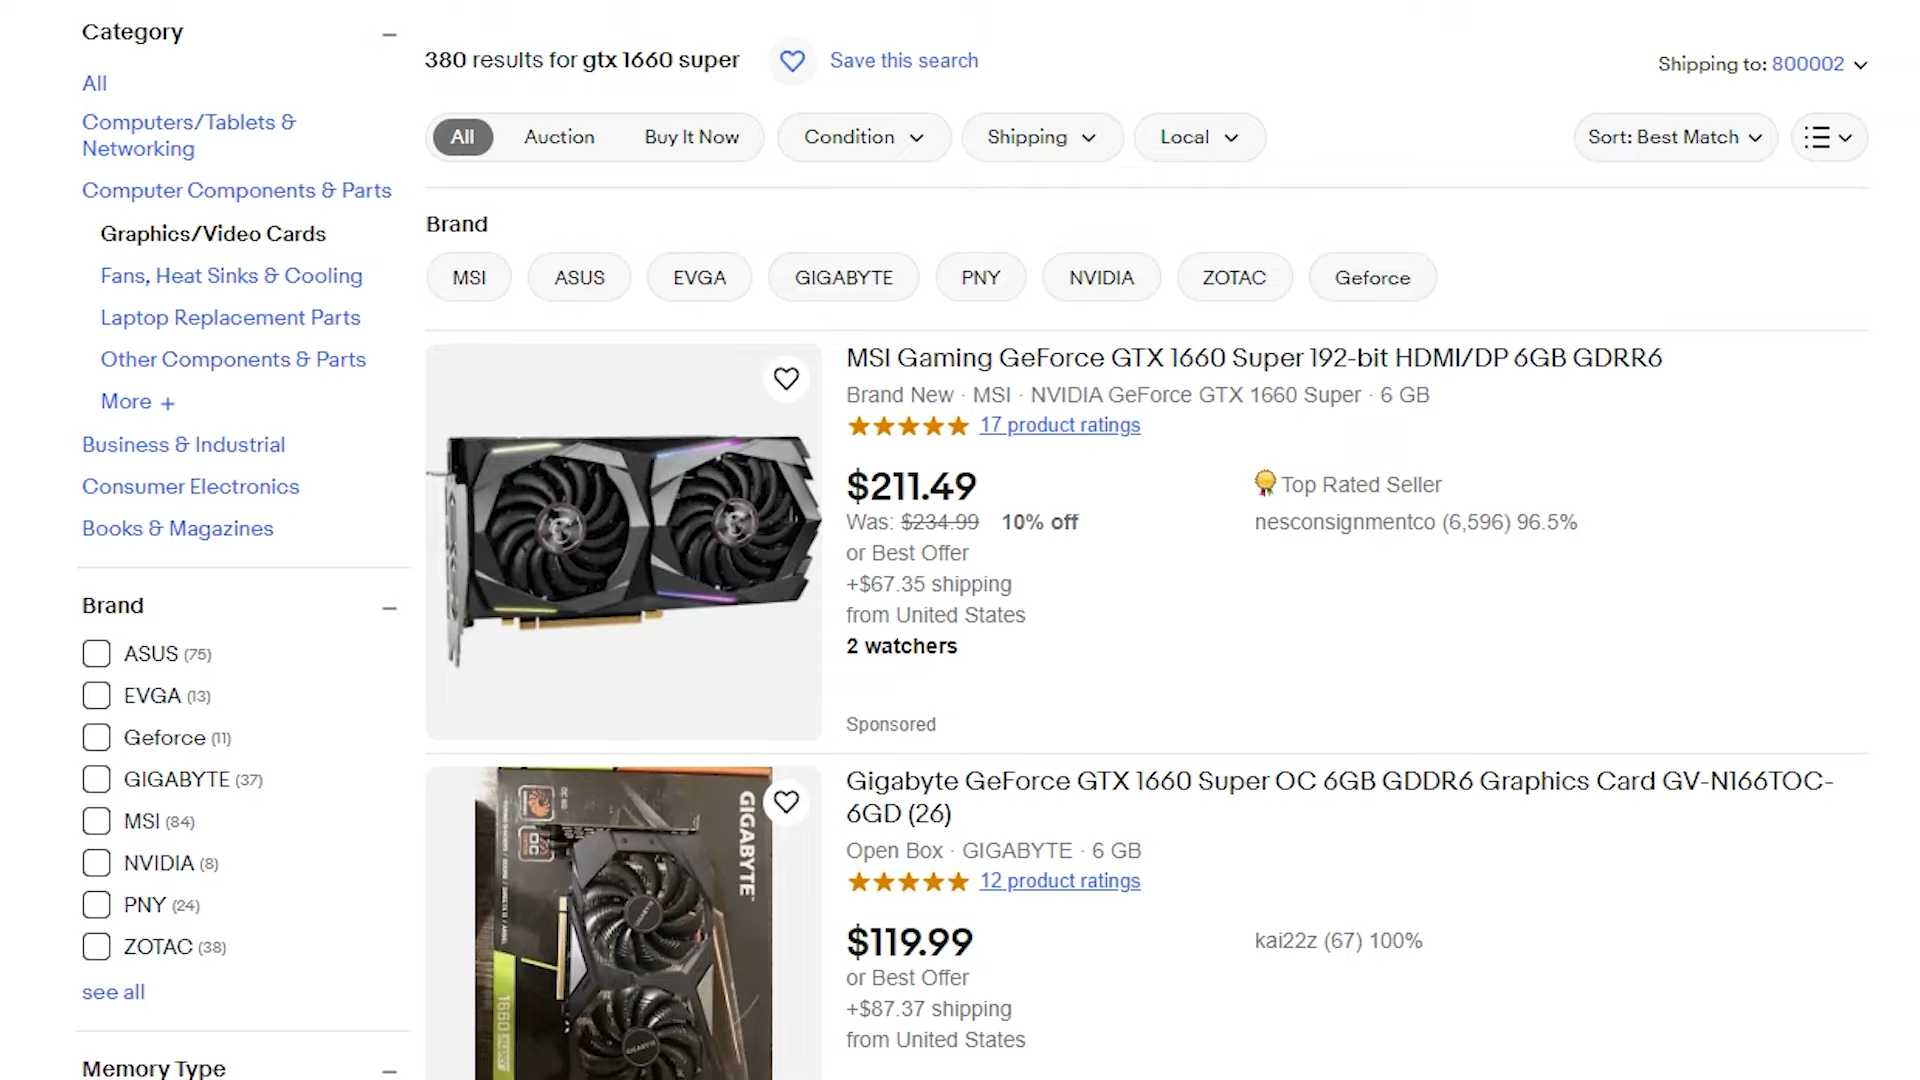 Category
All
Computers/Tablets &
Networking
Computer Components & Parts
Graphics/Video Cards
Fans, Heat Sinks & Cooling
Laptop Replacement Parts
Other Components & Parts
More +
Business & Industrial
Consumer Electronics
Books & Magazines
Brand
ASUS (75)
EVGA (13)
Geforce (11)
GIGABYTE (37)
MSI (84)
NVIDIA (8)
PNY (24)
ZOTAC (38)
see all
Memory Type
380 results for gtx 1660 super
Save this search
Shipping to: 800002
All Auction Buy It Now Condition Shipping Local Sort: Best Match
Brand
MSI ASUS EVGA GIGABYTE PNY NVIDIA ZOTAC Geforce
MSI Gaming GeForce GTX 1660 Super 192-bit HDMI/DP 6GB GDRR6
Brand New · MSI · NVIDIA GeForce GTX 1660 Super · 6 GB
17 product ratings
$211.49
Was: $234.99 10% off
or Best Offer
+$67.35 shipping
from United States
2 watchers
Top Rated Seller
nesconsignmentco (6,596) 96.5%
Sponsored
GIGABYTE
Gigabyte GeForce GTX 1660 Super OC 6GB GDDR6 Graphics Card GV-N166TOC-
6GD (26)
Open Box · GIGABYTE · 6 GB
12 product ratings
$119.99
or Best Offer
+$87.37 shipping
from United States
kai22z (67) 100%